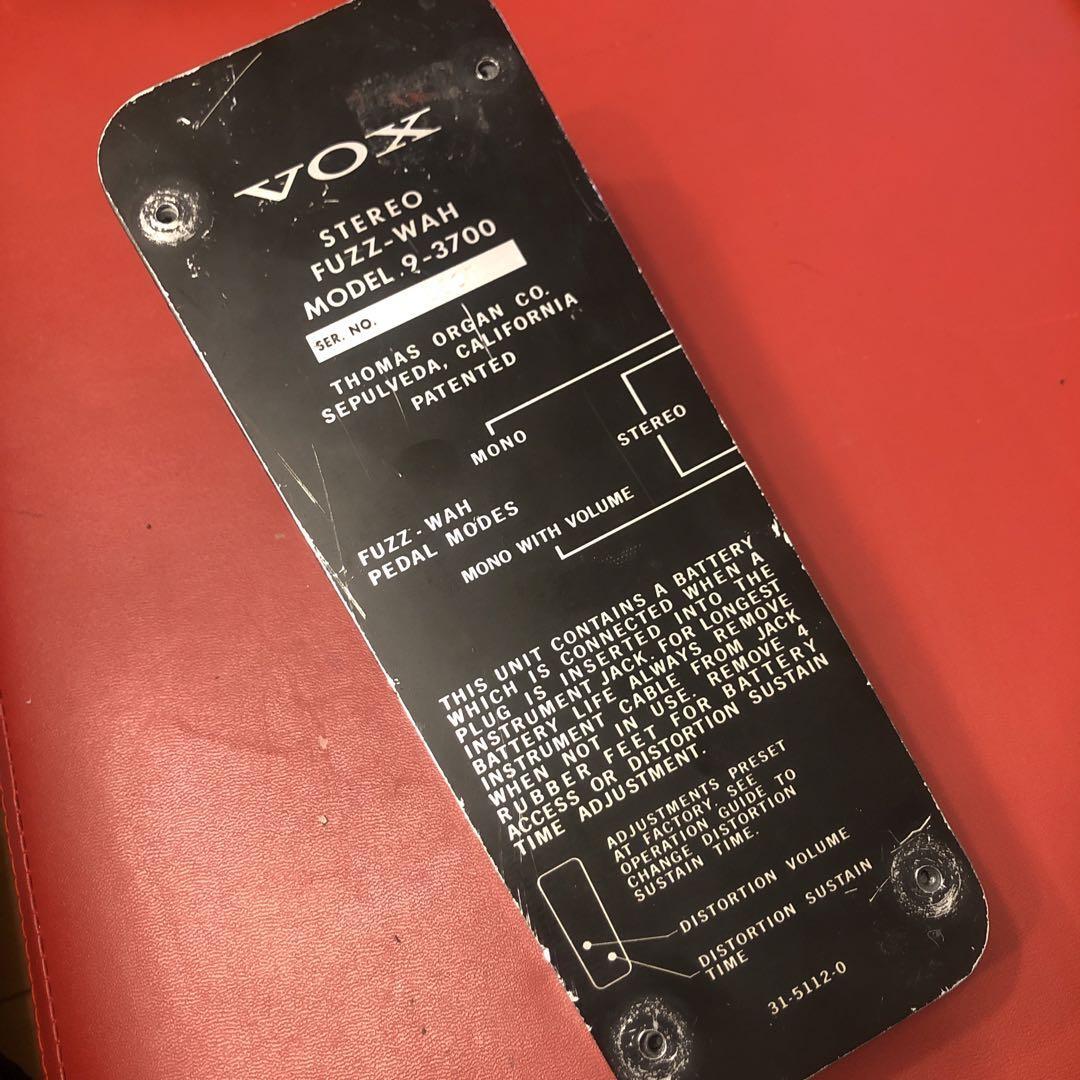 VOX
STEREO
FUZZ-WAH
MODEL 9-3700
SER. NO.
THOMAS ORGAN CO.
SEPULVEDA, CALIFORNIA
PATENTED
MONO
STEREO
FUZZ-WAH
PEDAL MODES
MONO WITH VOLUME
THIS UNIT CONTAINS A BATTERY
WHICH IS CONNECTED WHEN A
PLUG IS INSERTED INTO THE
INSTRUMENT JACK. FOR LONGEST
BATTERY LIFE ALWAYS REMOVE
INSTRUMENT CABLE FROM JACK
WHEN NOT IN USE. REMOVE 4
RUBBER FEET FOR BATTERY
ACCESS OR DISTORTION SUSTAIN
TIME ADJUSTMENT.
ADJUSTMENTS PRESET
AT FACTORY. SEE
OPERATION GUIDE TO
CHANGE DISTORTION
SUSTAIN TIME.
DISTORTION VOLUME
DISTORTION SUSTAIN
TIME
31-5112-0